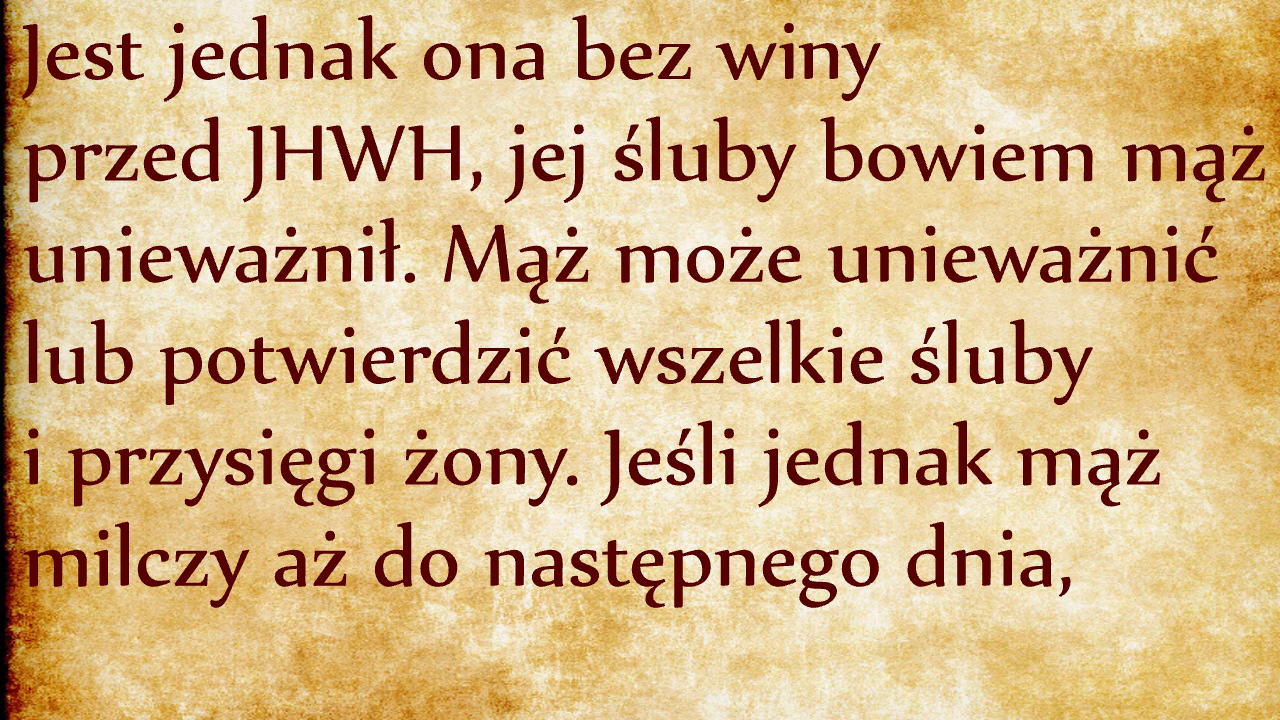 Jest jednak ona bez winy
przed JHWH, jej śluby bowiem mąż
unieważnił. Mąż może unieważnić
lub potwierdzić wszelkie śluby
i przysięgi żony. Jeśli jednak mąż
milczy aż do następnego dnia,